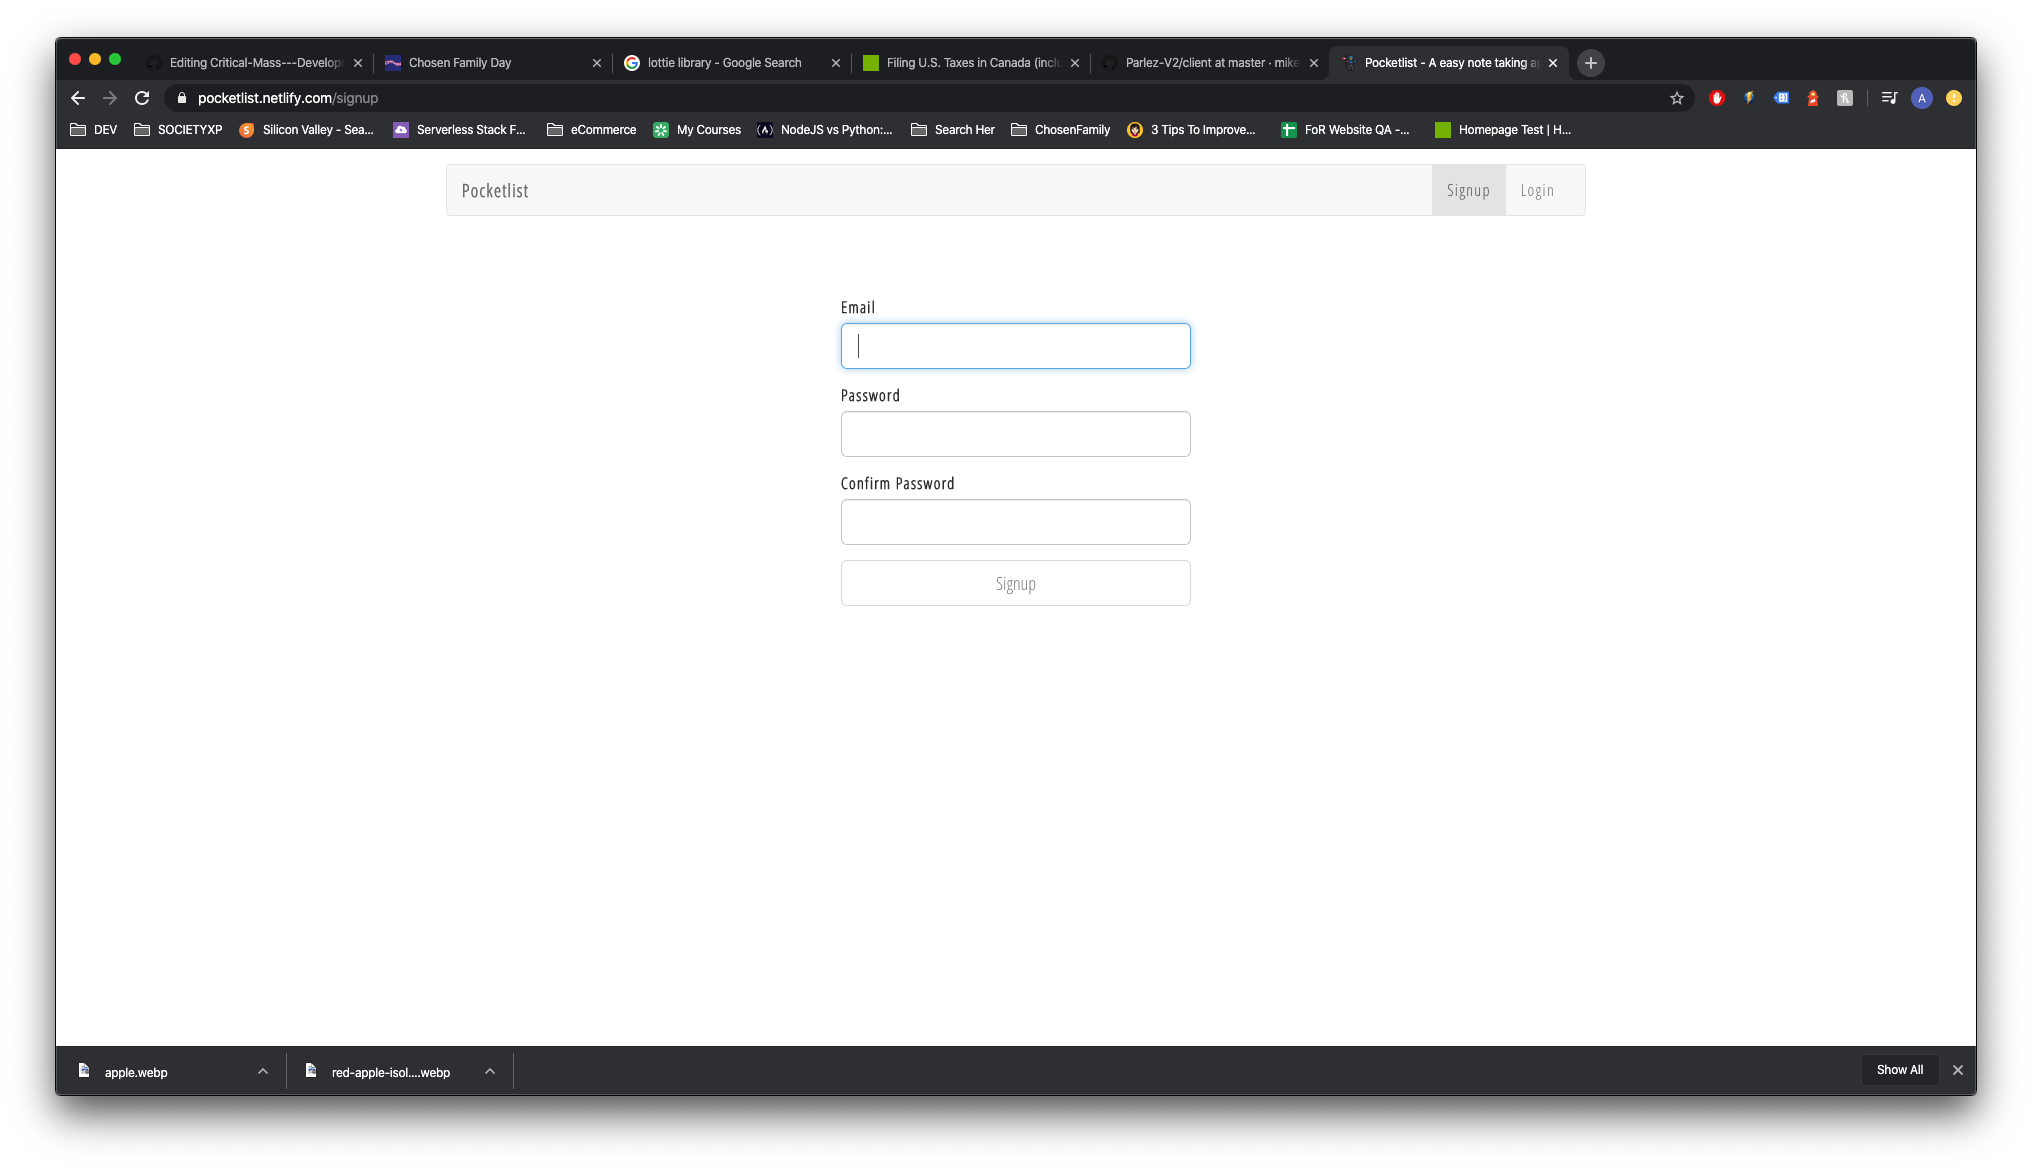 Editing Critical-Mass---Develop
Chosen Family Day
lottie library - Google Search
Filing U.S. Taxes in Canada (inclu
Parlez-V2/client at master · mike
Pocketlist - A easy note taking a
pocketlist.netlify.com/signup
A
DEV
SOCIETYXP
Silicon Valley - Sea...
Serverless Stack F...
eCommerce
My Courses
NodeJS vs Python:...
Search Her
ChosenFamily
3 Tips To Improve...
FoR Website QA -...
Homepage Test | H...
Pocketlist
Signup
Login
Email
Password
Confirm Password
Signup
apple.webp
red-apple-isol....webp
Show All